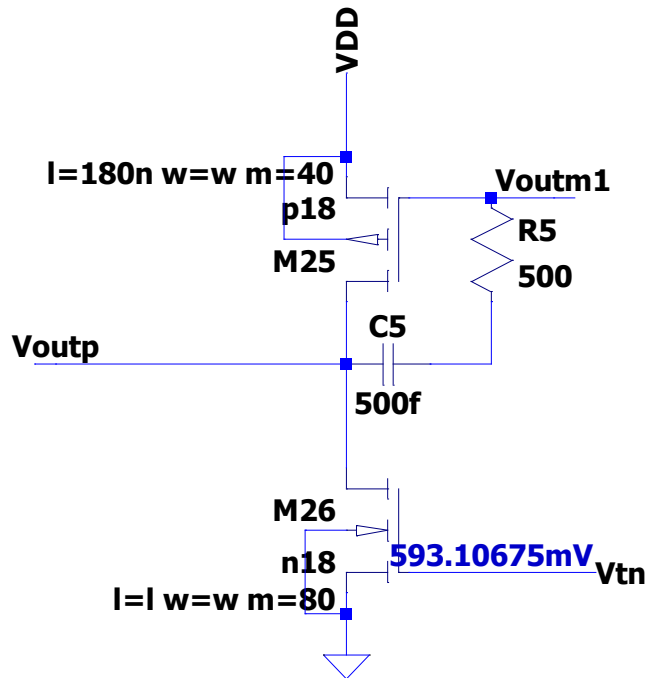 VDD
l=180n w=w m=40
p18
M25
Voutm1
R5
500
C5
500f
Voutp
M26
n18
l=l w=w m=80
593.10675mV
Vtn